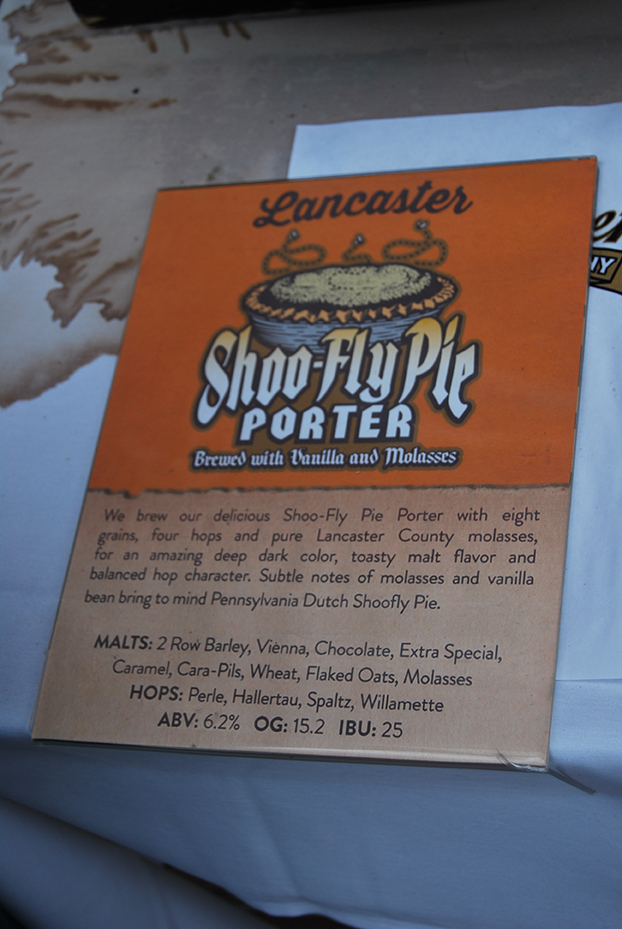 Lancaster
Shoo-Fly Pie
PORTER
Brewed with Vanilla and Molasses
We brew our delicious Shoo-Fly Pie Porter with eight
grains, four hops and pure Lancaster County molasses,
for an amazing deep dark color, toasty malt flavor and
balanced hop character. Subtle notes of molasses and vanilla
bean bring to mind Pennsylvania Dutch Shoofly Pie.
MALTS: 2 Row Barley, Vienna, Chocolate, Extra Special,
Caramel, Cara-Pils, Wheat, Flaked Oats, Molasses
HOPS: Perle, Hallertau, Spaltz, Willamette
ABV: 6.2% OG: 15.2 IBU: 25